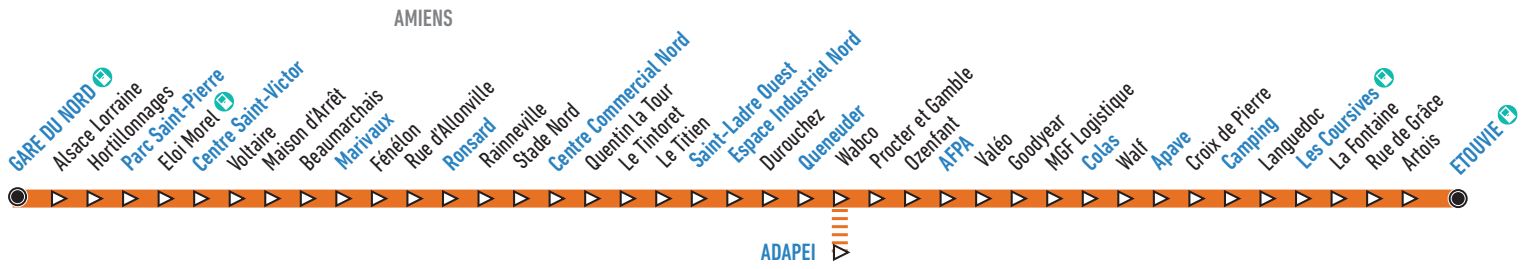 AMIENS
GARE DU NORD
Alsace Lorraine
Hortillonnages
Parc Saint-Pierre
Eloi Morel
Centre Saint-Victor
Voltaire
Maison d'Arrêt
Beaumarchais
Marivaux
Fénélon
Rue d'Allonville
Ronsard
Rainneville
Stade Nord
Centre Commercial Nord
Quentin la Tour
Le Tintoret
Le Titien
Saint-Ladre Ouest
Espace Industriel Nord
Durouchez
Queneuder
Wabco
Procter et Gamble
Ozenfant
AFPA
Valéo
Goodyear
MGF Logistique
Colas
Walf
Apave
Croix de Pierre
Camping
Languedoc
Les Coursives
La Fontaine
Rue de Grâce
Artois
ETOUVIE
ADAPEI